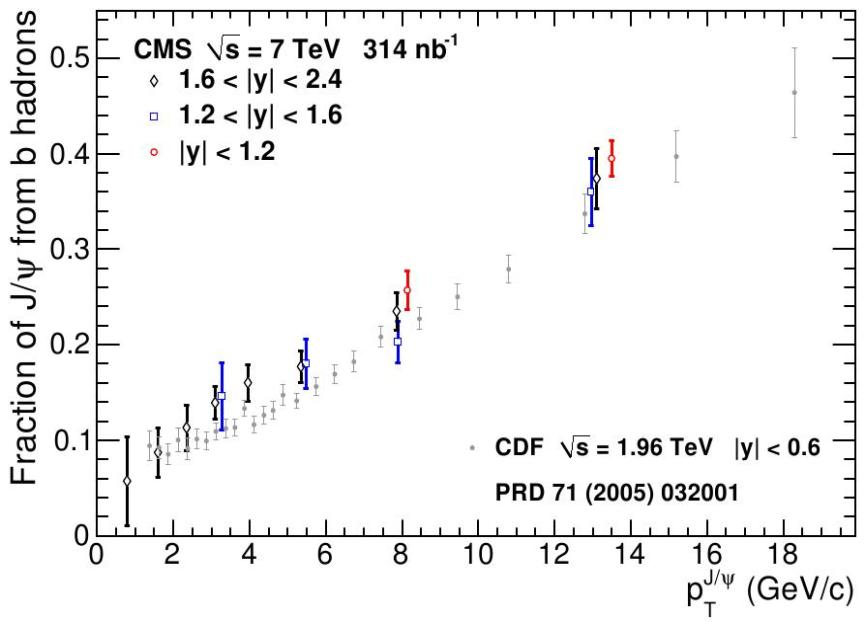 Fraction of J/ψ from b hadrons
0.5
0.4
0.3
0.2
0.1
0
CMS √s = 7 TeV 314 nb⁻¹
1.6 < |y| < 2.4
1.2 < |y| < 1.6
|y| < 1.2
CDF √s = 1.96 TeV |y| < 0.6
PRD 71 (2005) 032001
0 2 4 6 8 10 12 14 16 18
p_T^{J/ψ} (GeV/c)